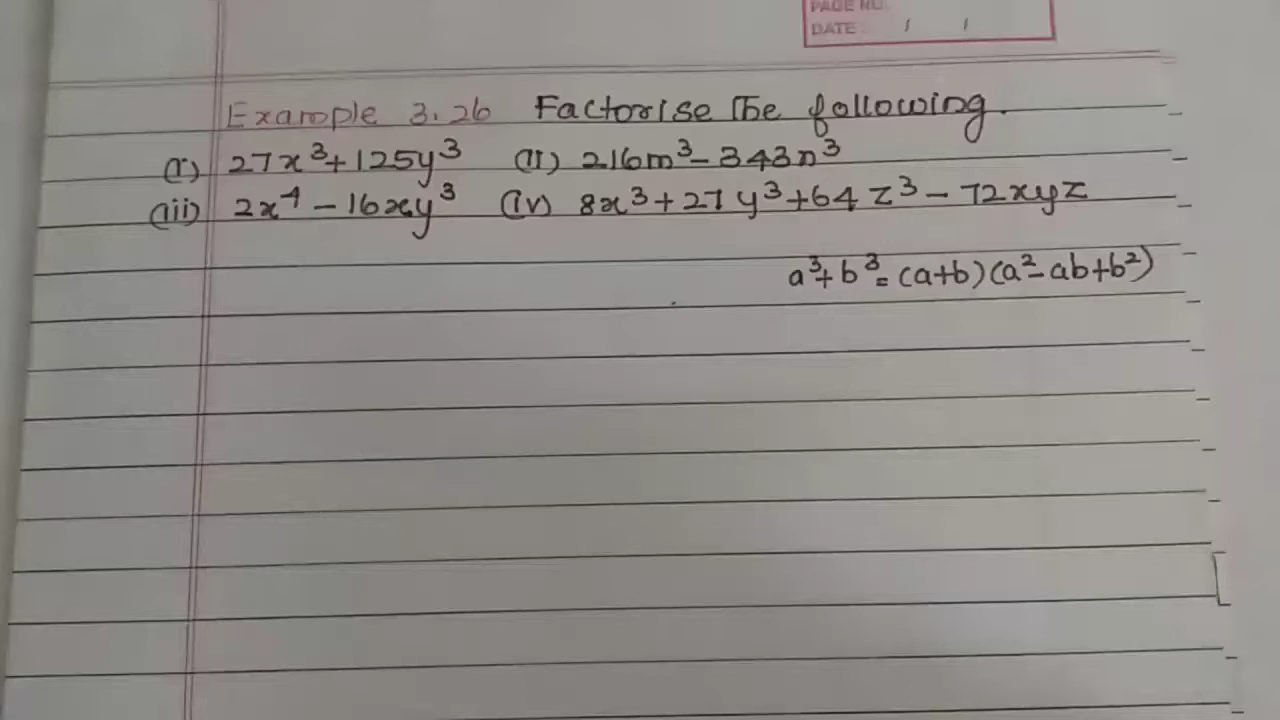 PAGE NO.
DATE: / /
Example 3.26 Factorise The following.
(i) 27x³+125y³ (ii) 216m³-343n³
(iii) 2x⁴ - 16xy³ (iv) 8x³+27y³+64z³ - 72xyz
a³+b³=(a+b)(a²-ab+b²)